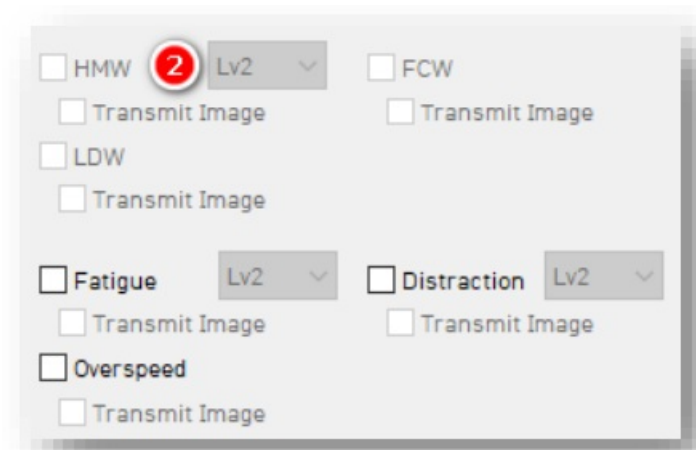 HMW 2 Lv2 FCW
Transmit Image Transmit Image
LDW
Transmit Image
Fatigue Lv2 Distraction Lv2
Transmit Image Transmit Image
Overspeed
Transmit Image